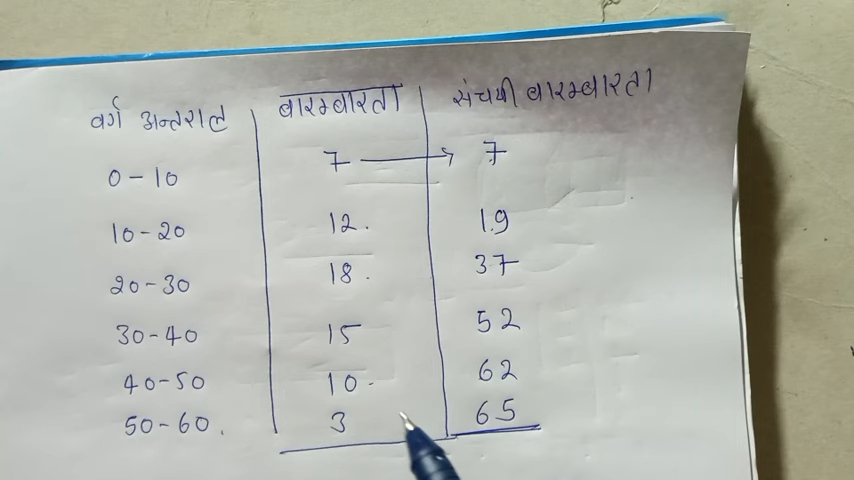 वर्ग अन्तराल बारम्बारता संचयी बारम्बारता
0-10 7 → 7
10-20 12. 19
20-30 18. 37
30-40 15 52
40-50 10. 62
50-60. 3 65